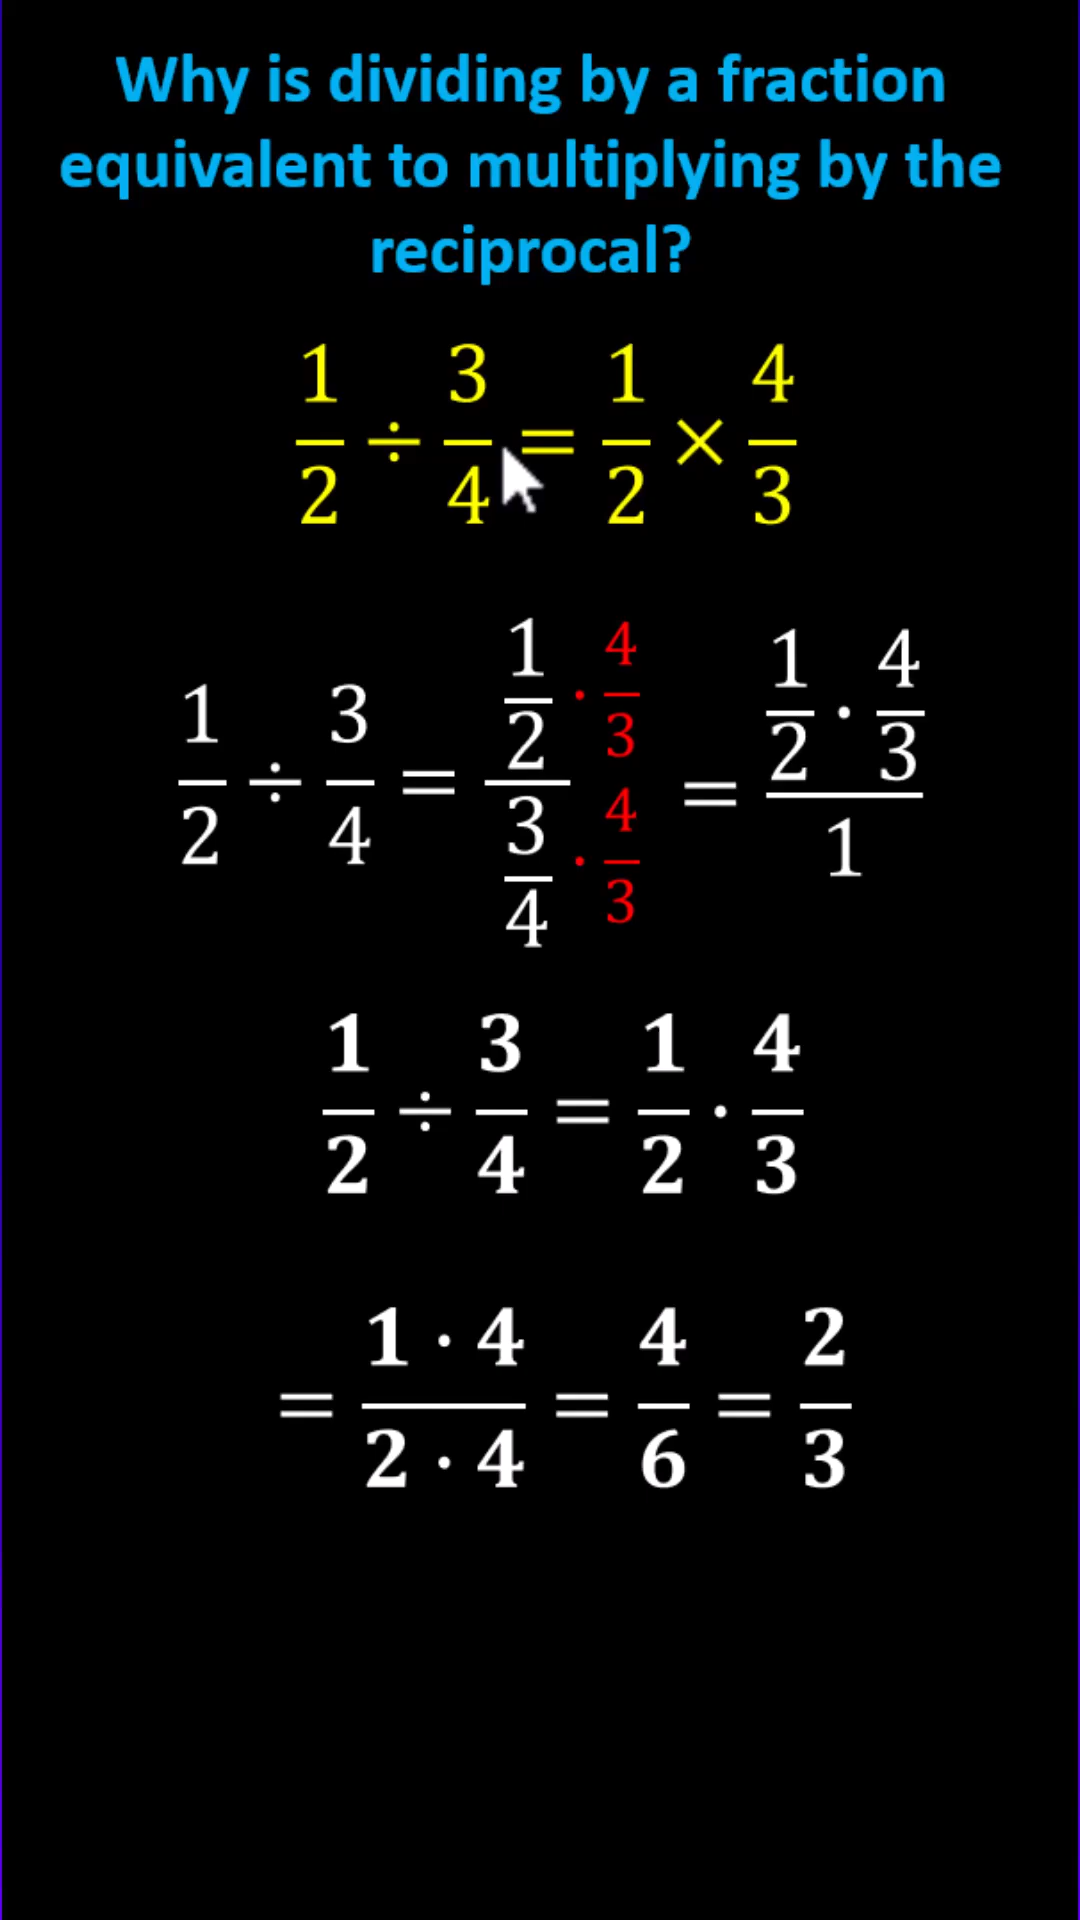 Why is dividing by a fraction
equivalent to multiplying by the
reciprocal?
1/2 ÷ 3/4 = 1/2 × 4/3
1/2 ÷ 3/4 = (1/2 · 4/3)/(3/4 · 4/3) = (1/2 · 4/3)/1
1/2 ÷ 3/4 = 1/2 · 4/3
= (1 · 4)/(2 · 4) = 4/6 = 2/3